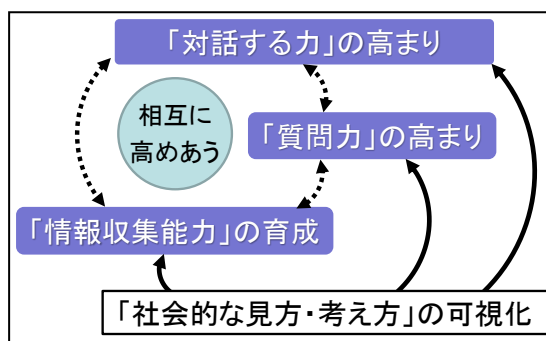 「対話する力」の高まり
相互に
高めあう
「質問力」の高まり
「情報収集能力」の育成
「社会的な見方・考え方」の可視化